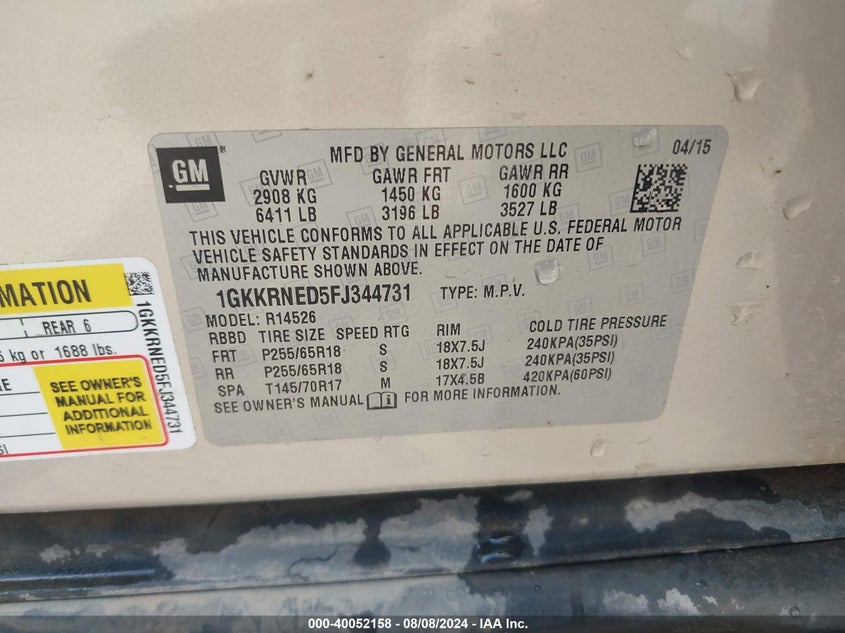 GM
MFD BY GENERAL MOTORS LLC
04/15
GVWR GAWR FRT GAWR RR
2908 KG 1450 KG 1600 KG
6411 LB 3196 LB 3527 LB
THIS VEHICLE CONFORMS TO ALL APPLICABLE U.S. FEDERAL MOTOR
VEHICLE SAFETY STANDARDS IN EFFECT ON THE DATE OF
MANUFACTURE SHOWN ABOVE.
1GKKRNED5FJ344731 TYPE: M.P.V.
MODEL: R14526
RBBD TIRE SIZE SPEED RTG RIM COLD TIRE PRESSURE
FRT P255/65R18 S 18X7.5J 240KPA(35PSI)
RR P255/65R18 S 18X7.5J 240KPA(35PSI)
SPA T145/70R17 M 17X4.5B 420KPA(60PSI)
SEE OWNER'S MANUAL FOR MORE INFORMATION.
MATION
REAR 6
kg or 1688 lbs.
SEE OWNER'S
MANUAL FOR
ADDITIONAL
INFORMATION
1GKKRNED5FJ344731
000-40052158 - 08/08/2024 - IAA Inc.